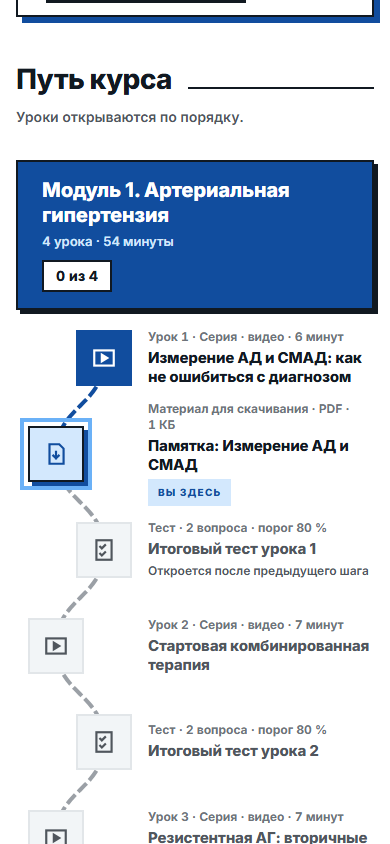 Путь курса
Уроки открываются по порядку.
Модуль 1. Артериальная
гипертензия
4 урока · 54 минуты
0 из 4
Урок 1 · Серия · видео · 6 минут
Измерение АД и СМАД: как
не ошибиться с диагнозом
Материал для скачивания · PDF ·
1 КБ
Памятка: Измерение АД и
СМАД
ВЫ ЗДЕСЬ
Тест · 2 вопроса · порог 80 %
Итоговый тест урока 1
Откроется после предыдущего шага
Урок 2 · Серия · видео · 7 минут
Стартовая комбинированная
терапия
Тест · 2 вопроса · порог 80 %
Итоговый тест урока 2
Урок 3 · Серия · видео · 7 минут
Резистентная АГ: вторичные